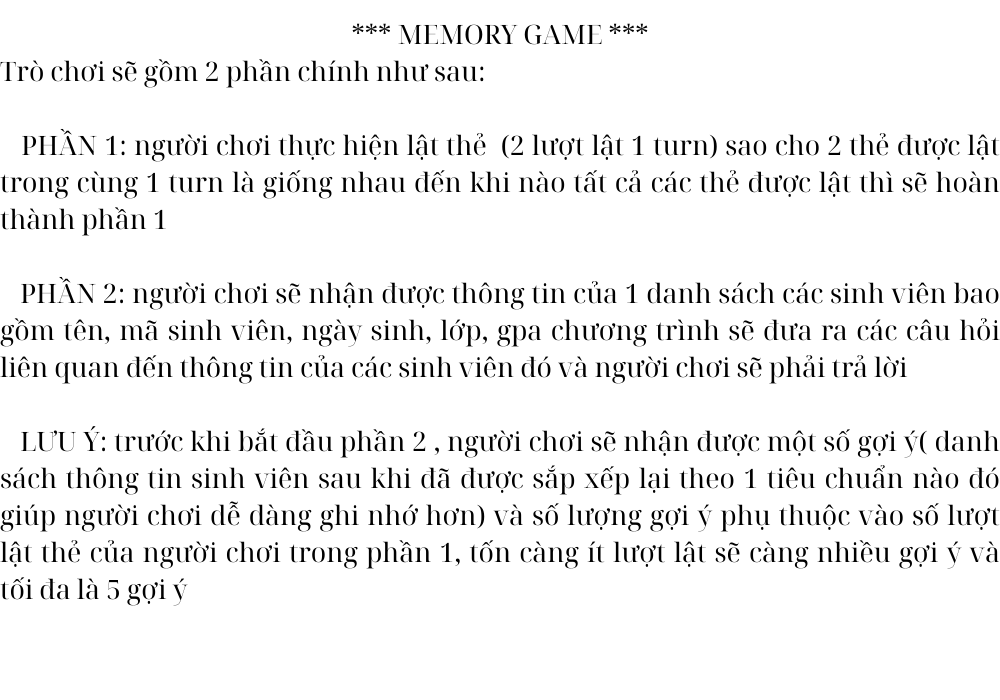 *** MEMORY GAME ***
Trò chơi sẽ gồm 2 phần chính như sau:
PHẦN 1: người chơi thực hiện lật thẻ (2 lượt lật 1 turn) sao cho 2 thẻ được lật
trong cùng 1 turn là giống nhau đến khi nào tất cả các thẻ được lật thì sẽ hoàn
thành phần 1
PHẦN 2: người chơi sẽ nhận được thông tin của 1 danh sách các sinh viên bao
gồm tên, mã sinh viên, ngày sinh, lớp, gpa chương trình sẽ đưa ra các câu hỏi
liên quan đến thông tin của các sinh viên đó và người chơi sẽ phải trả lời
LƯU Ý: trước khi bắt đầu phần 2 , người chơi sẽ nhận được một số gợi ý( danh
sách thông tin sinh viên sau khi đã được sắp xếp lại theo 1 tiêu chuẩn nào đó
giúp người chơi dễ dàng ghi nhớ hơn) và số lượng gợi ý phụ thuộc vào số lượt
lật thẻ của người chơi trong phần 1, tốn càng ít lượt lật sẽ càng nhiều gợi ý và
tối đa là 5 gợi ý